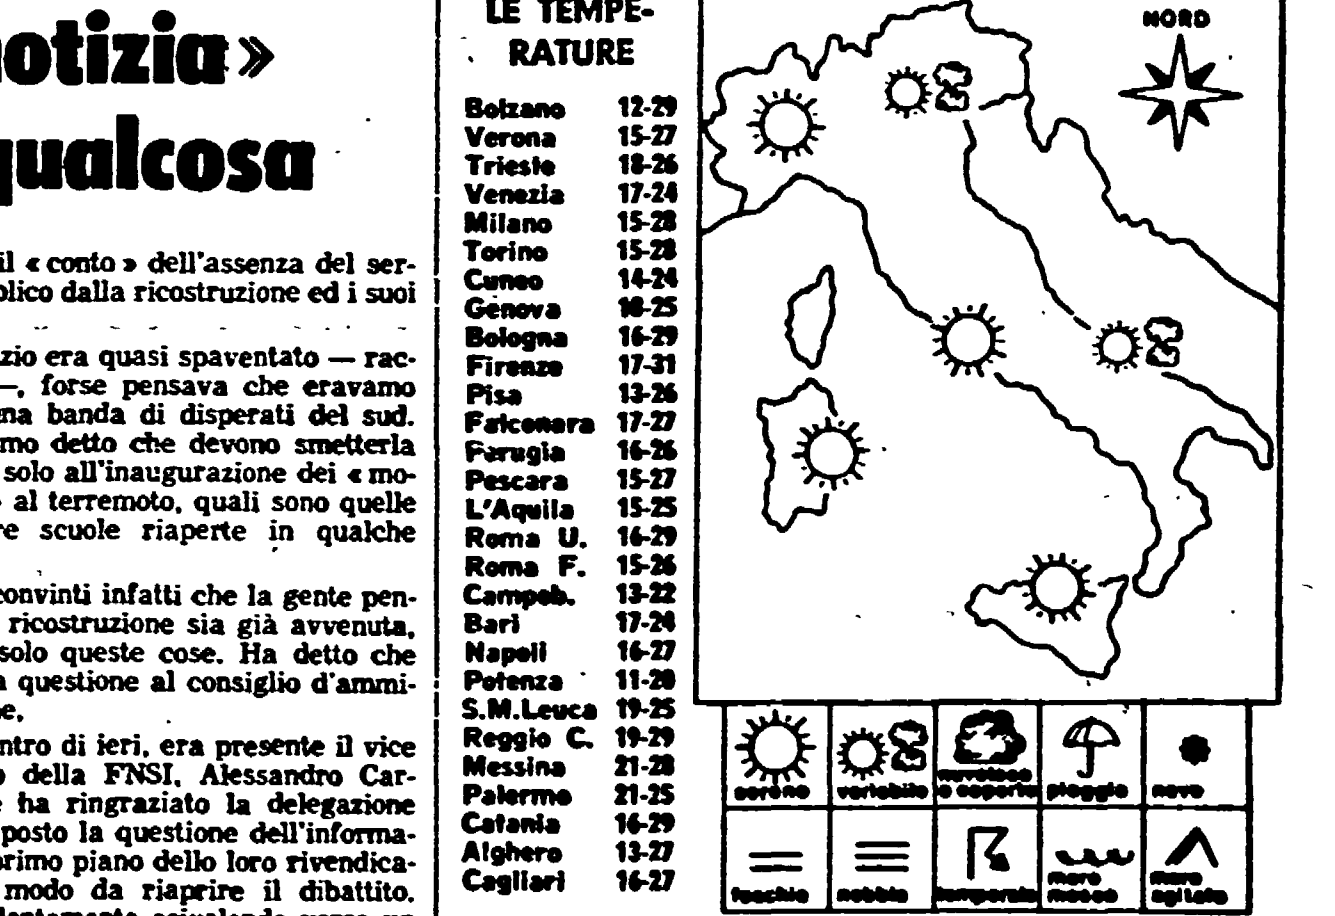 notizia»
qualcosa
il « conto » dell'assenza del ser-
blico dalla ricostruzione ed i suoi
zio era quasi spaventato — rac-
—, forse pensava che eravamo
una banda di disperati del sud.
mo detto che devono smetterla
solo all'inaugurazione dei « mo-
» al terremoto, quali sono quelle
re scuole riaperte in qualche
convinti infatti che la gente pen-
ricostruzione sia già avvenuta,
solo queste cose. Ha detto che
a questione al consiglio d'ammi-
e.
ntro di ieri, era presente il vice
o della FNSI, Alessandro Car-
e ha ringraziato la delegazione
posto la questione dell'informa-
primo piano dello loro rivendica-
modo da riaprire il dibattito.
LE TEMPE-
RATURE
Bolzano 12-29
Verona 15-27
Trieste 18-26
Venezia 17-24
Milano 15-28
Torino 15-28
Cuneo 14-24
Genova 18-25
Bologna 16-29
Firenze 17-31
Pisa 13-26
Falconara 17-27
Perugia 16-26
Pescara 15-27
L'Aquila 15-25
Roma U. 16-29
Roma F. 15-26
Campob. 13-22
Bari 17-24
Napoli 16-27
Potenza 11-20
S.M.Leuca 19-25
Reggio C. 19-29
Messina 21-28
Palermo 21-25
Catania 16-29
Alghero 13-27
Cagliari 16-27
NORD
sereno
variabile
nuvoloso
o coperto
pioggia
neve
foschia
nebbia
temporale
mare
mosso
mare
agitato